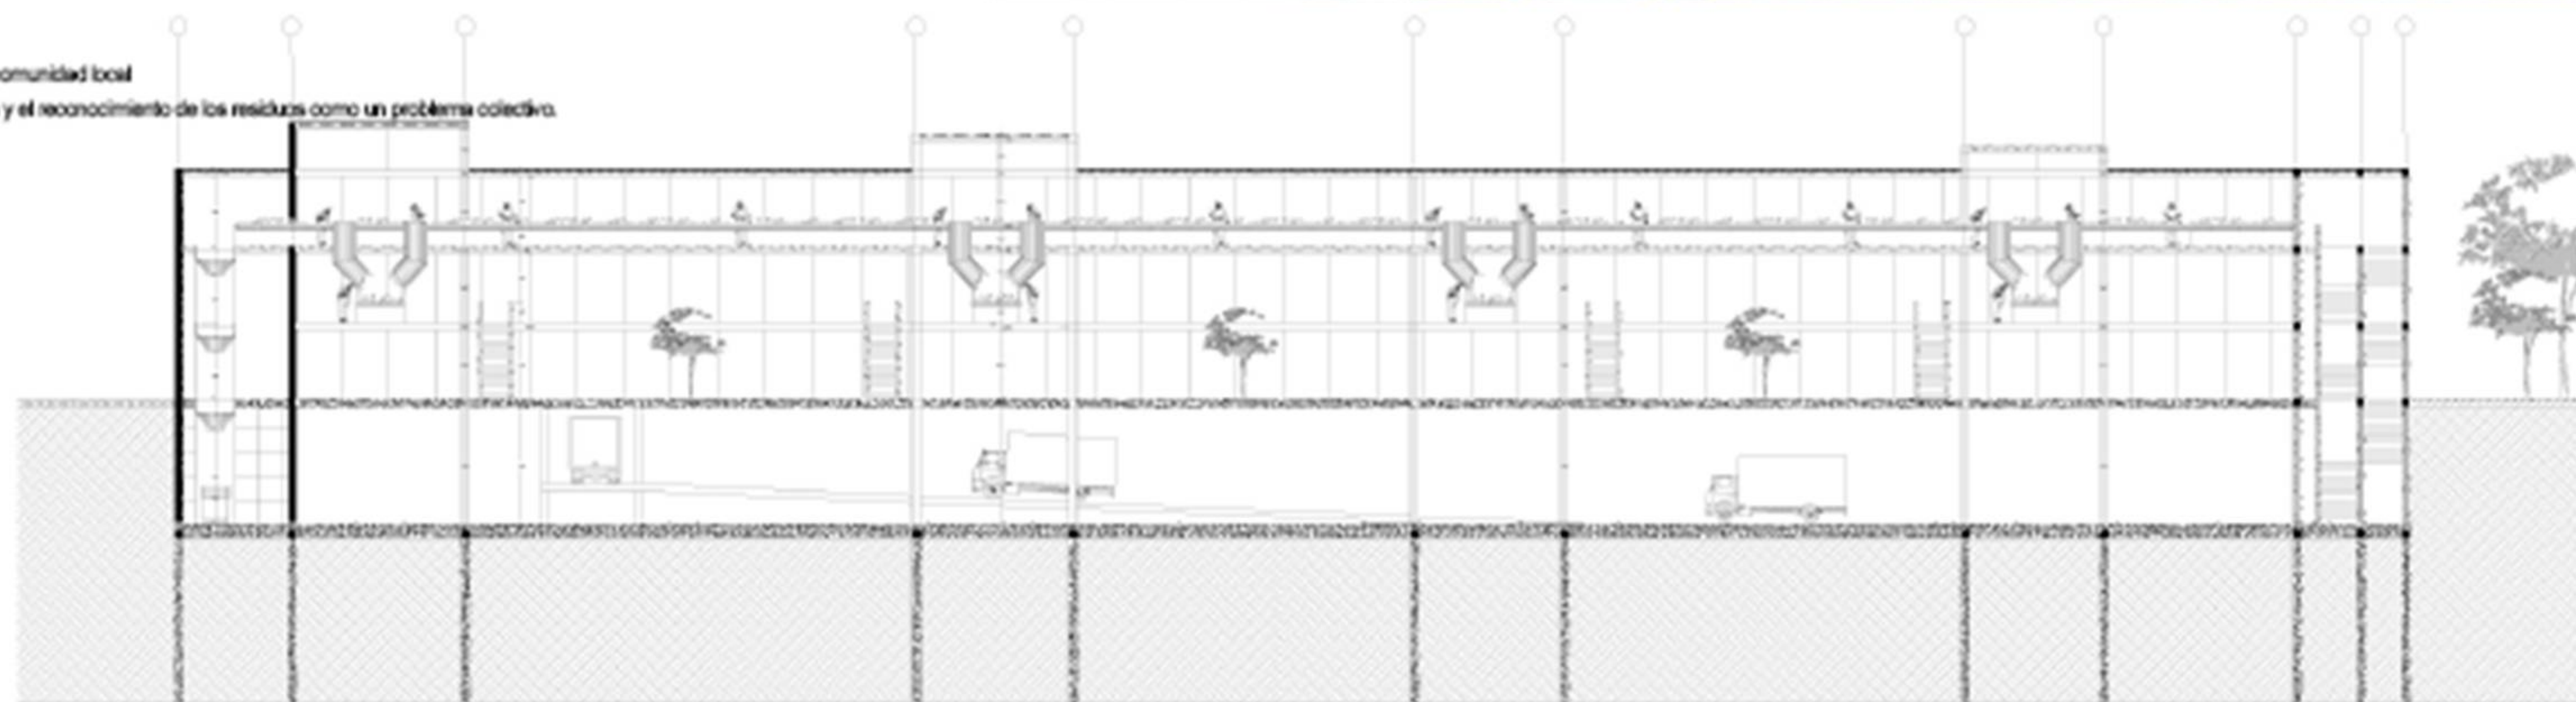 omunidad local
y el reconocimiento de los residuos como un problema colectivo.